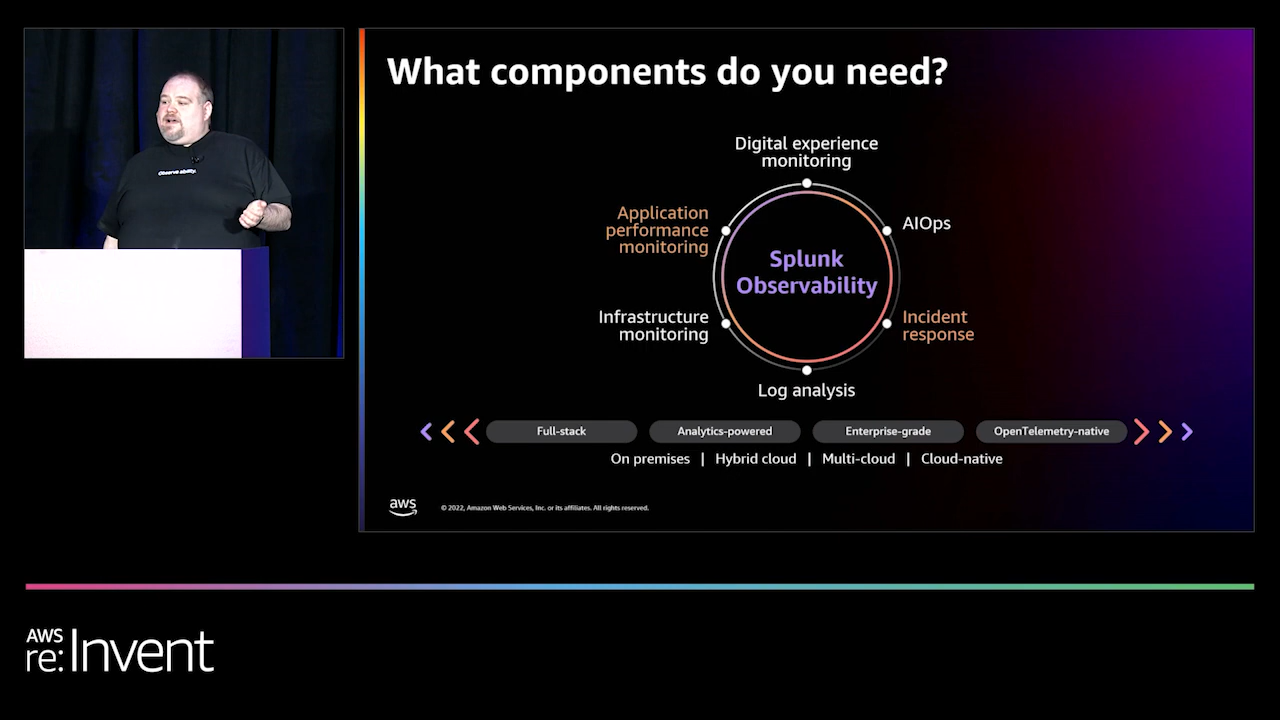 Observe ability.
What components do you need?
Digital experience
monitoring
Application
performance
monitoring
AIOps
Splunk
Observability
Infrastructure
monitoring
Incident
response
Log analysis
Full-stack
Analytics-powered
Enterprise-grade
OpenTelemetry-native
On premises | Hybrid cloud | Multi-cloud | Cloud-native
aws
© 2022, Amazon Web Services, Inc. or its affiliates. All rights reserved.
AWS
re:Invent